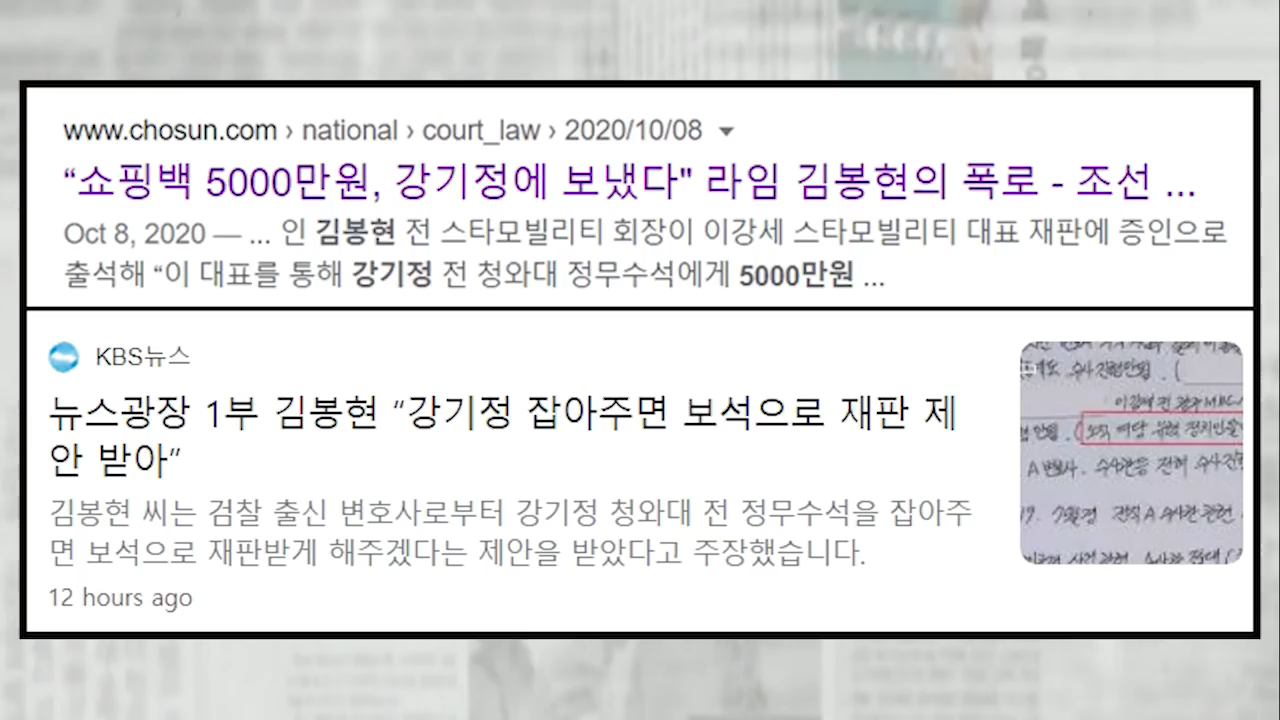 www.chosun.com › national › court_law › 2020/10/08
“쇼핑백 5000만원, 강기정에 보냈다" 라임 김봉현의 폭로 - 조선 ...
Oct 8, 2020 — ... 인 김봉현 전 스타모빌리티 회장이 이강세 스타모빌리티 대표 재판에 증인으로
출석해 “이 대표를 통해 강기정 전 청와대 정무수석에게 5000만원 ...
KBS뉴스
뉴스광장 1부 김봉현 “강기정 잡아주면 보석으로 재판 제
안 받아”
김봉현 씨는 검찰 출신 변호사로부터 강기정 청와대 전 정무수석을 잡아주
면 보석으로 재판받게 해주겠다는 제안을 받았다고 주장했습니다.
12 hours ago